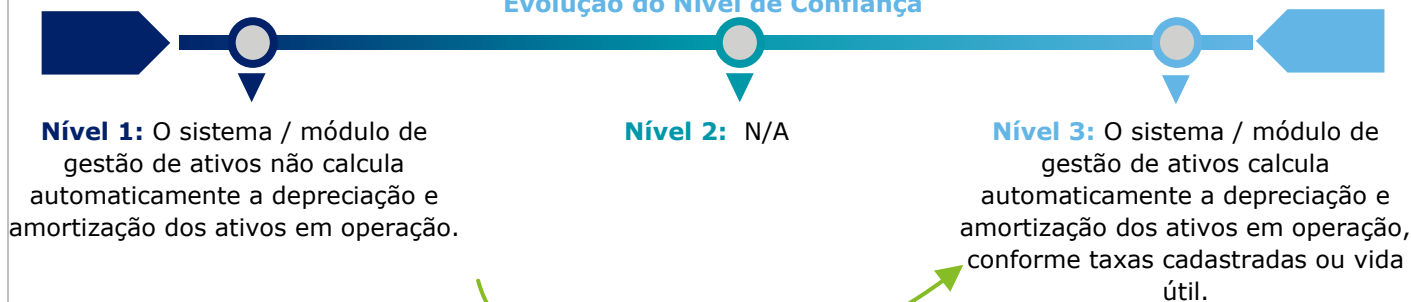 Evolução do Nível de Confiança
Nível 1: O sistema / módulo de
gestão de ativos não calcula
automaticamente a depreciação e
amortização dos ativos em operação.
Nível 2: N/A
Nível 3: O sistema / módulo de
gestão de ativos calcula
automaticamente a depreciação e
amortização dos ativos em operação,
conforme taxas cadastradas ou vida
útil.